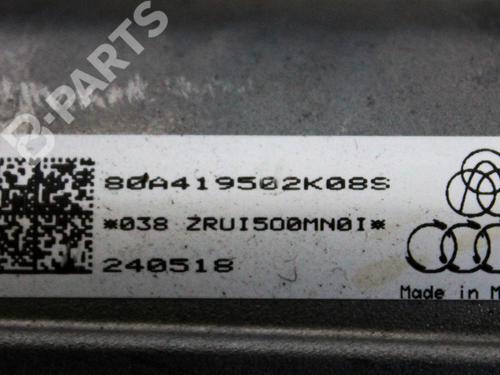 B-PARTS
80A419502K08S
*038 ZRUI500MN0I*
240518
Made in M